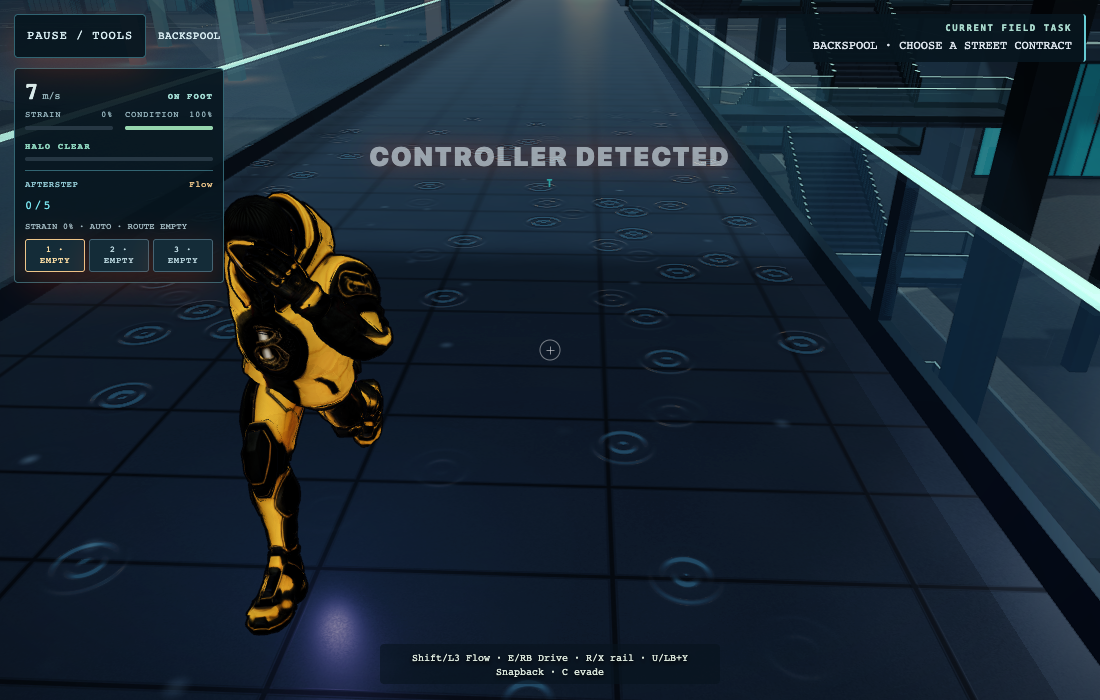 PAUSE / TOOLS
BACKSPOOL
CURRENT FIELD TASK
BACKSPOOL · CHOOSE A STREET CONTRACT
7 m/s
ON FOOT
STRAIN 0%
CONDITION 100%
HALO CLEAR
AFTERSTEP
Flow
0/5
STRAIN 0% · AUTO · ROUTE EMPTY
1 ·
EMPTY
2 ·
EMPTY
3 ·
EMPTY
CONTROLLER DETECTED
Shift/L3 Flow · E/RB Drive · R/X rail · U/LB+Y
Snapback · C evade